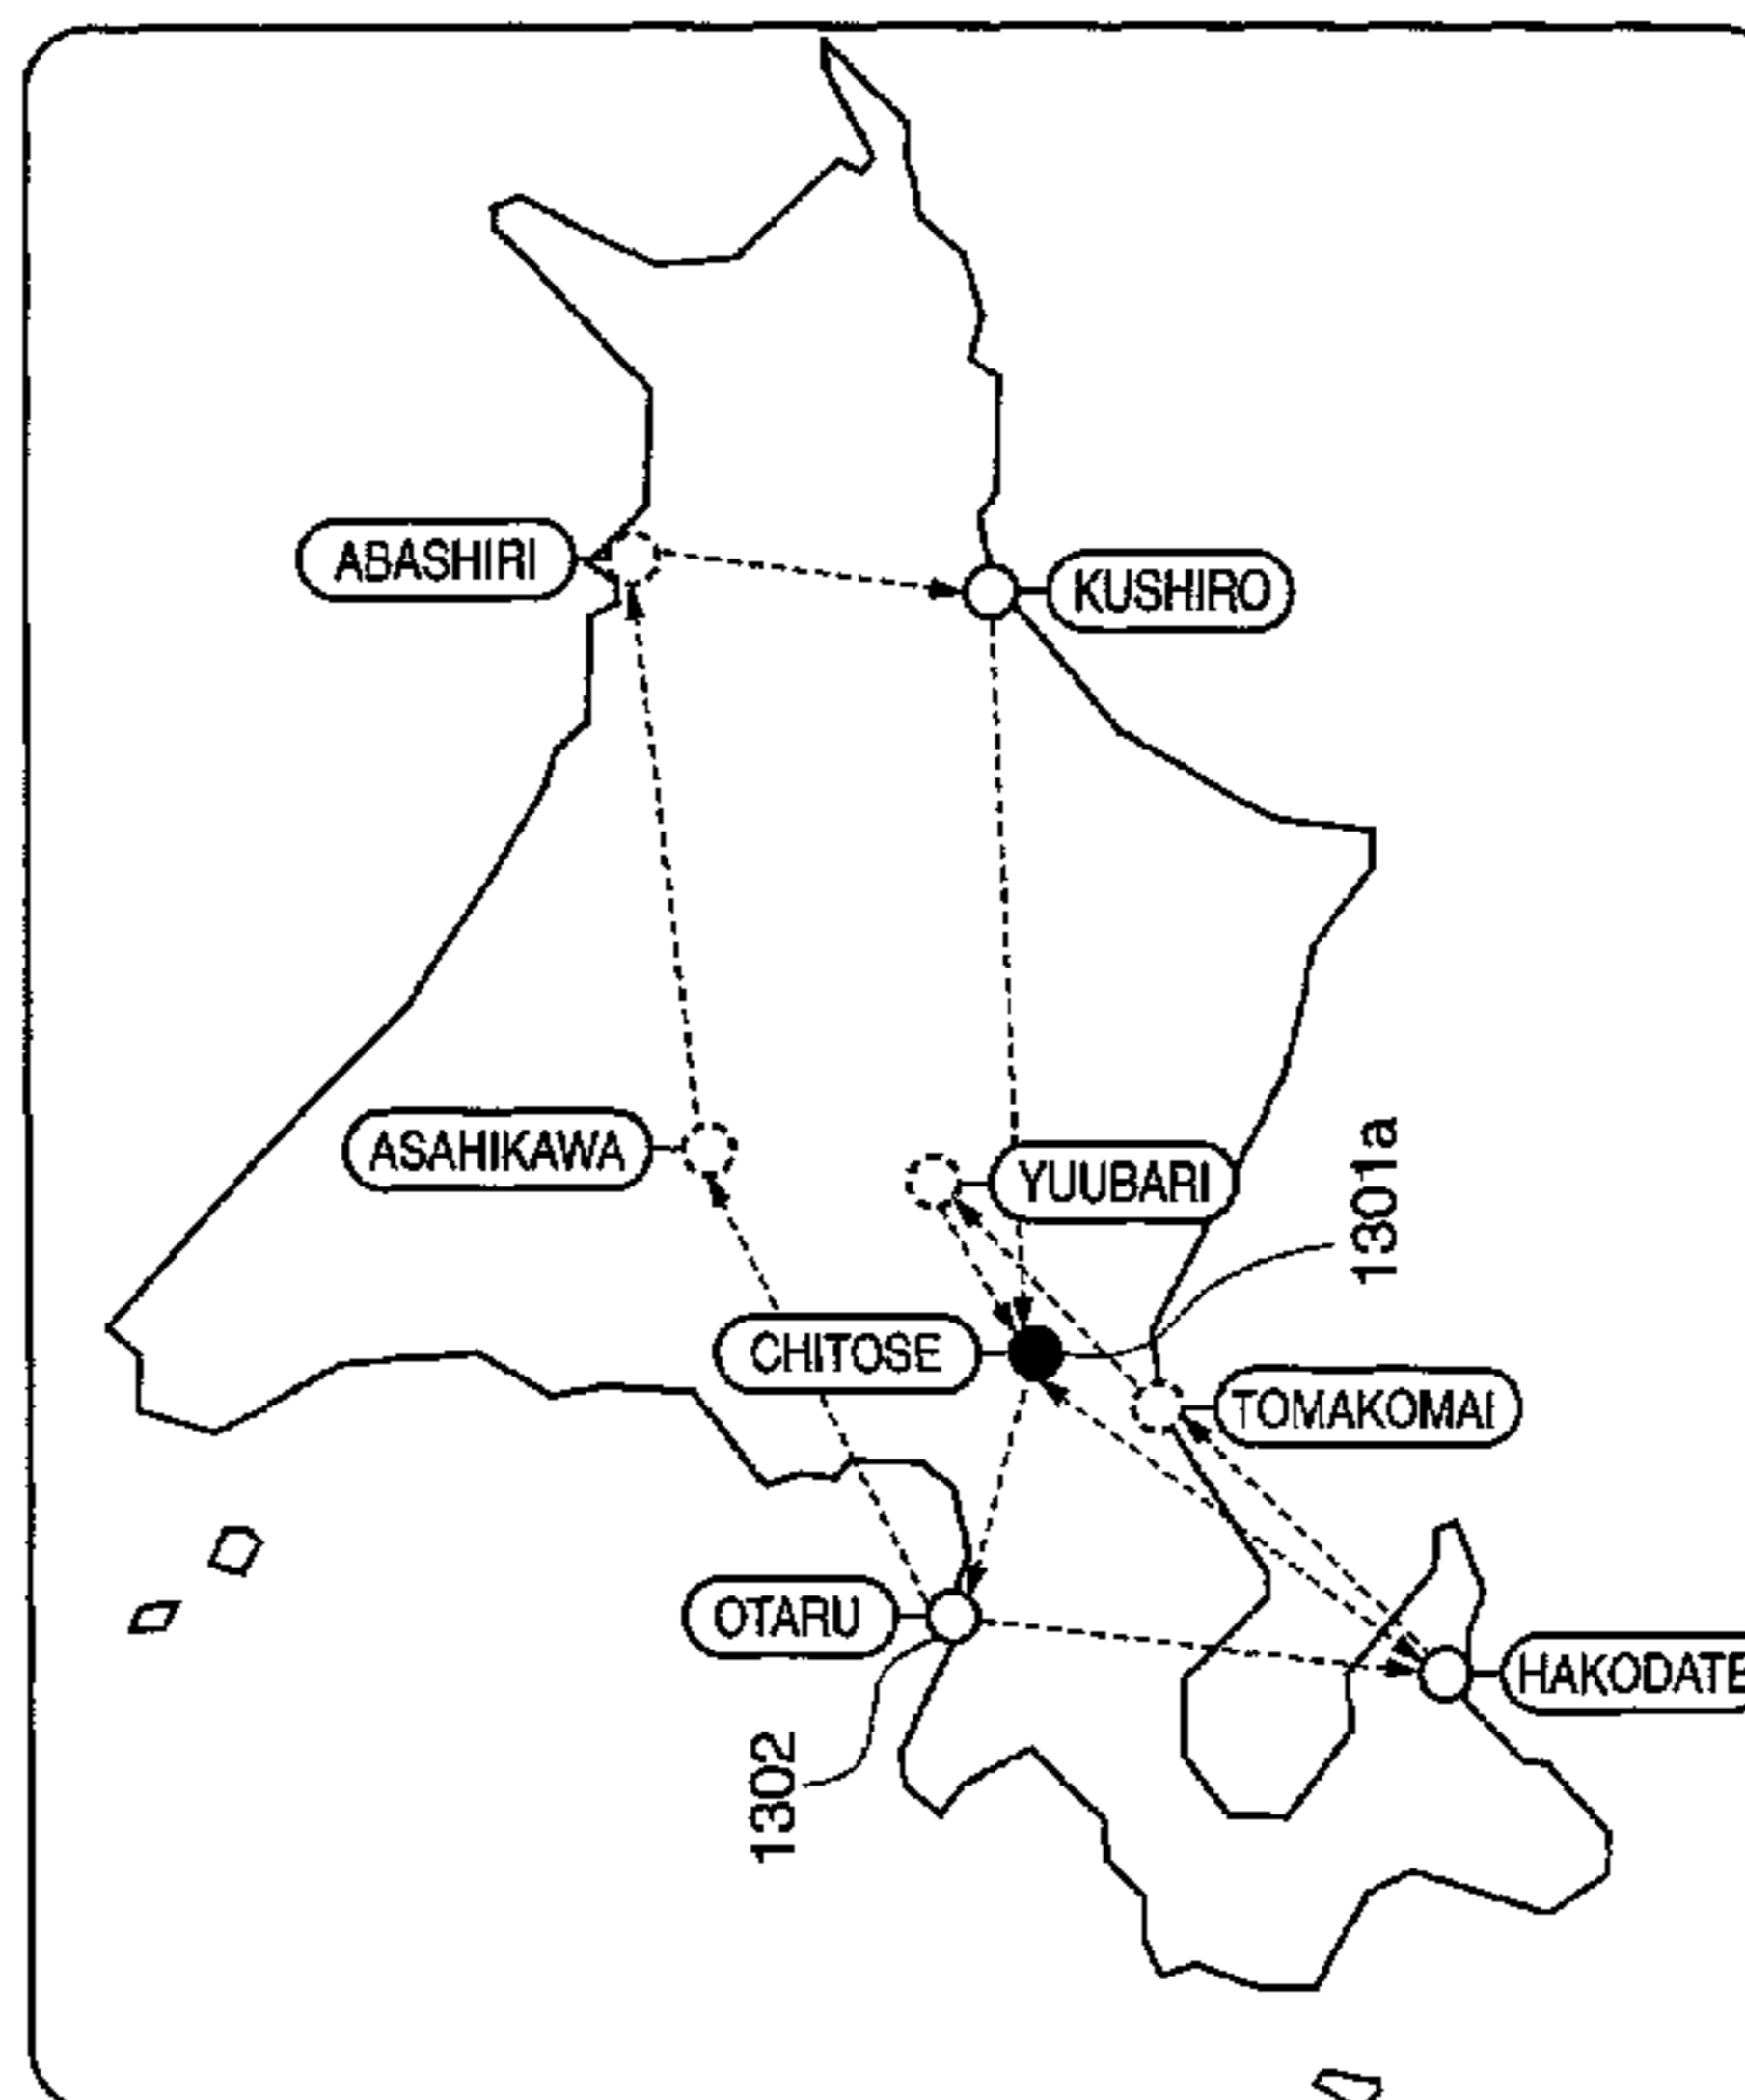 ABASHIRI
KUSHIRO
ASAHIKAWA
YUUBARI
1301a
CHITOSE
TOMAKOMAI
OTARU
HAKODATE
1302